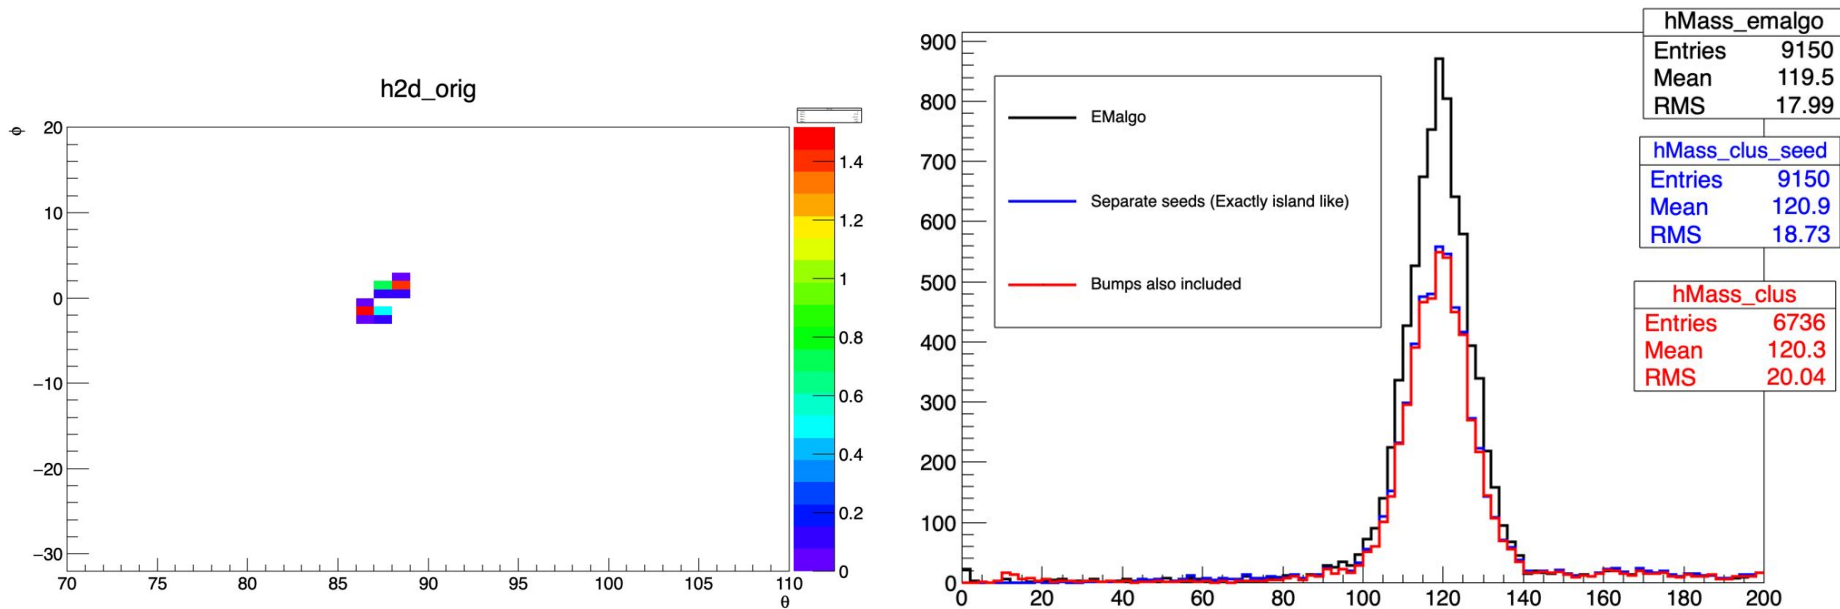 h2d_orig
ϕ
20
10
0
−10
−20
−30
70 75 80 85 90 95 100 105 110
θ
1.4
1.2
1
0.8
0.6
0.4
0.2
0
900
800
700
600
500
400
300
200
100
0
0 20 40 60 80 100 120 140 160 180 200
EMalgo
Separate seeds (Exactly island like)
Bumps also included
hMass_emalgo
Entries 9150
Mean 119.5
RMS 17.99
hMass_clus_seed
Entries 9150
Mean 120.9
RMS 18.73
hMass_clus
Entries 6736
Mean 120.3
RMS 20.04